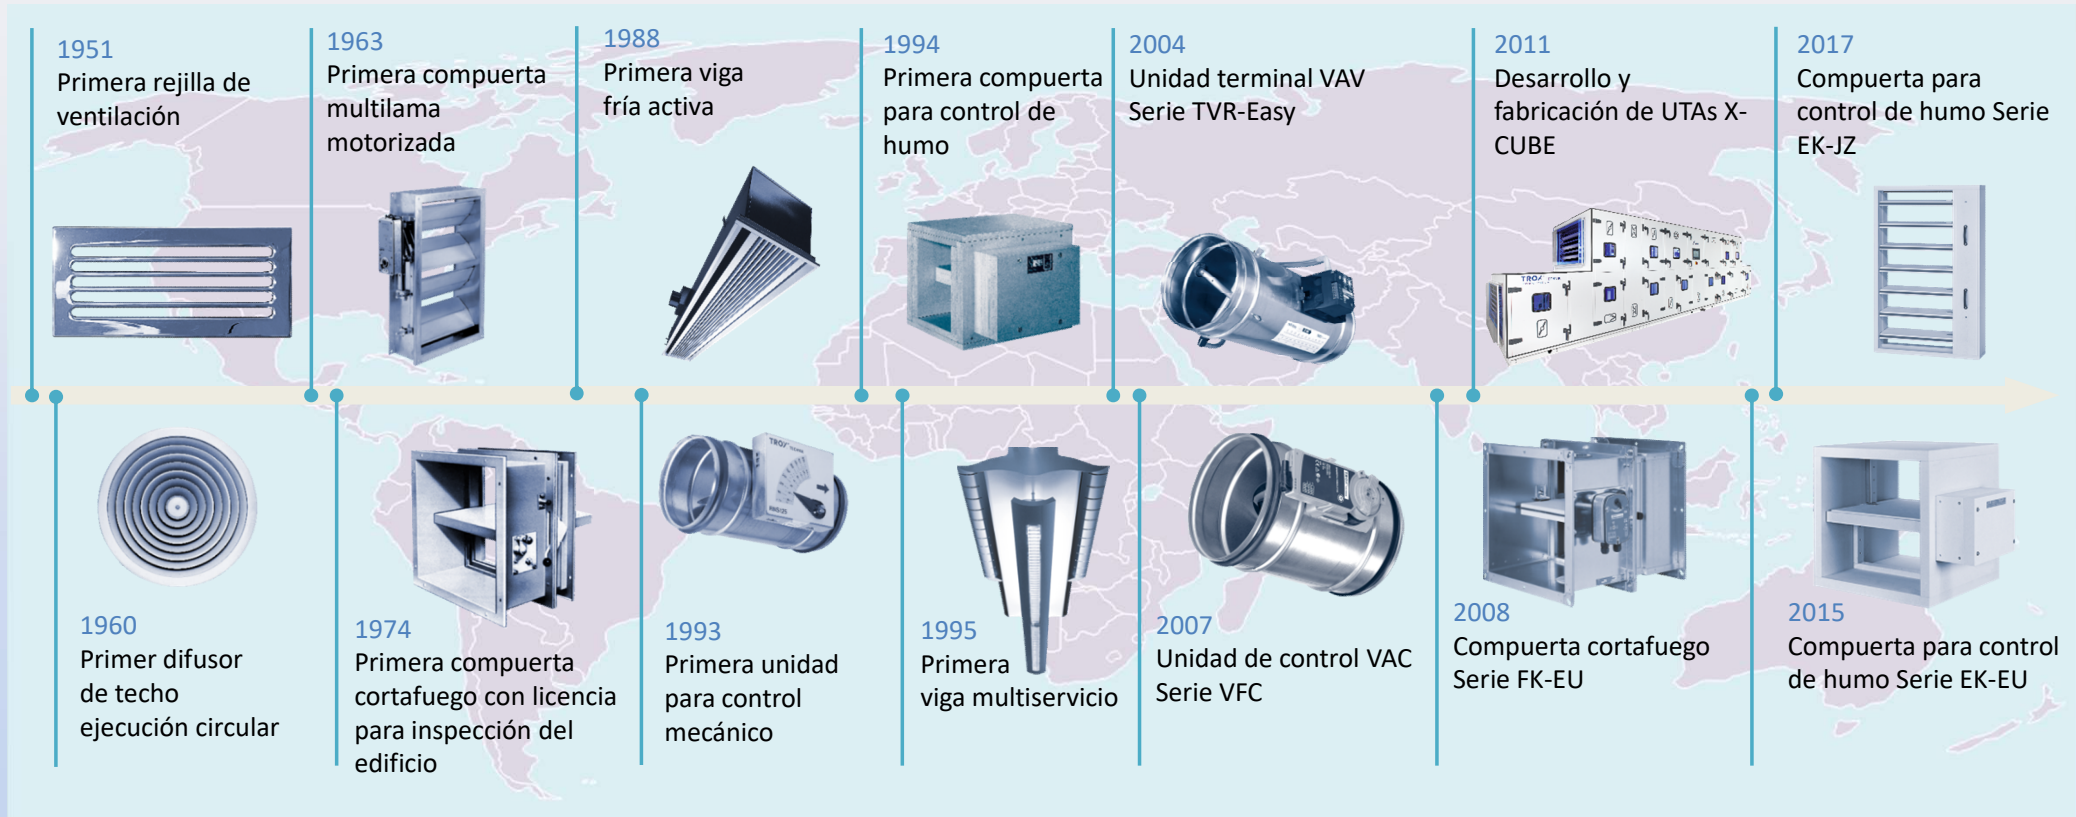 1951
Primera rejilla de
ventilación
1963
Primera compuerta
multilama
motorizada
1988
Primera viga
fría activa
1994
Primera compuerta
para control de
humo
2004
Unidad terminal VAV
Serie TVR-Easy
2011
Desarrollo y
fabricación de UTAs X-
CUBE
2017
Compuerta para
control de humo Serie
EK-JZ
TROX
TROX
1960
Primer difusor
de techo
ejecución circular
1974
Primera compuerta
cortafuego con licencia
para inspección del
edificio
1993
Primera unidad
para control
mecánico
1995
Primera
viga multiservicio
2007
Unidad de control VAC
Serie VFC
2008
Compuerta cortafuego
Serie FK-EU
2015
Compuerta para control
de humo Serie EK-EU